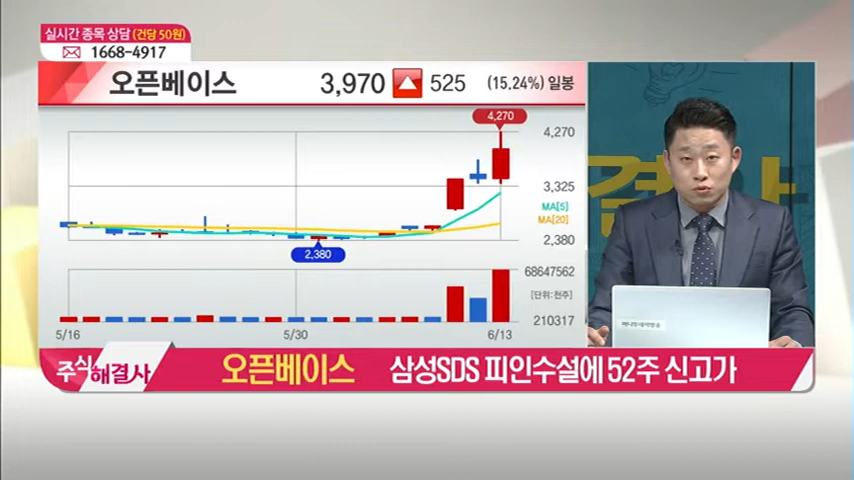 실시간 종목 상담 (건당 50원)
1668-4917
오픈베이스 3,970 525 (15.24%) 일봉
4,270
4,270
3,325
MA[5]
MA[20]
2,380
2,380
68647562
[단위:천주]
210317
5/16 5/30 6/13
결 사
주식해결사
오픈베이스 삼성SDS 피인수설에 52주 신고가